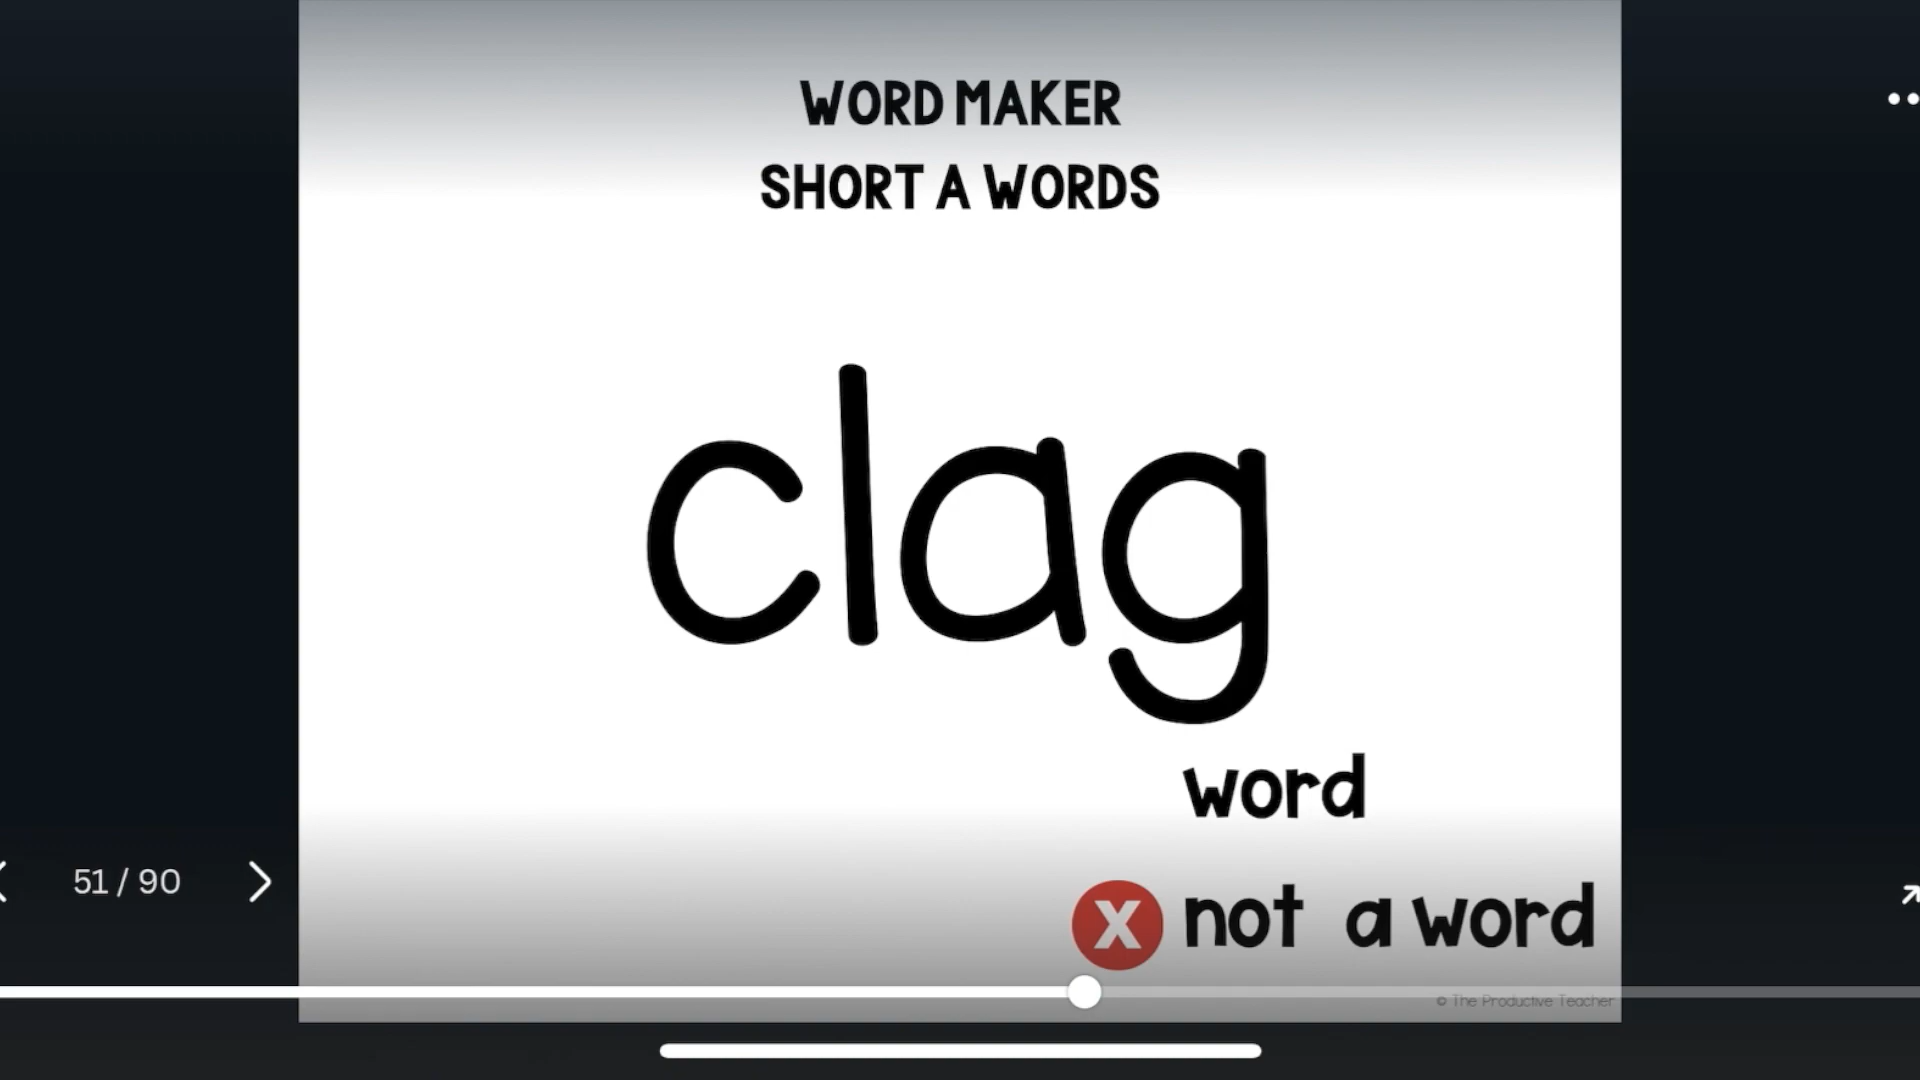 WORD MAKER
SHORT A WORDS
clag
word
X not a word
51 / 90
© The Productive Teacher